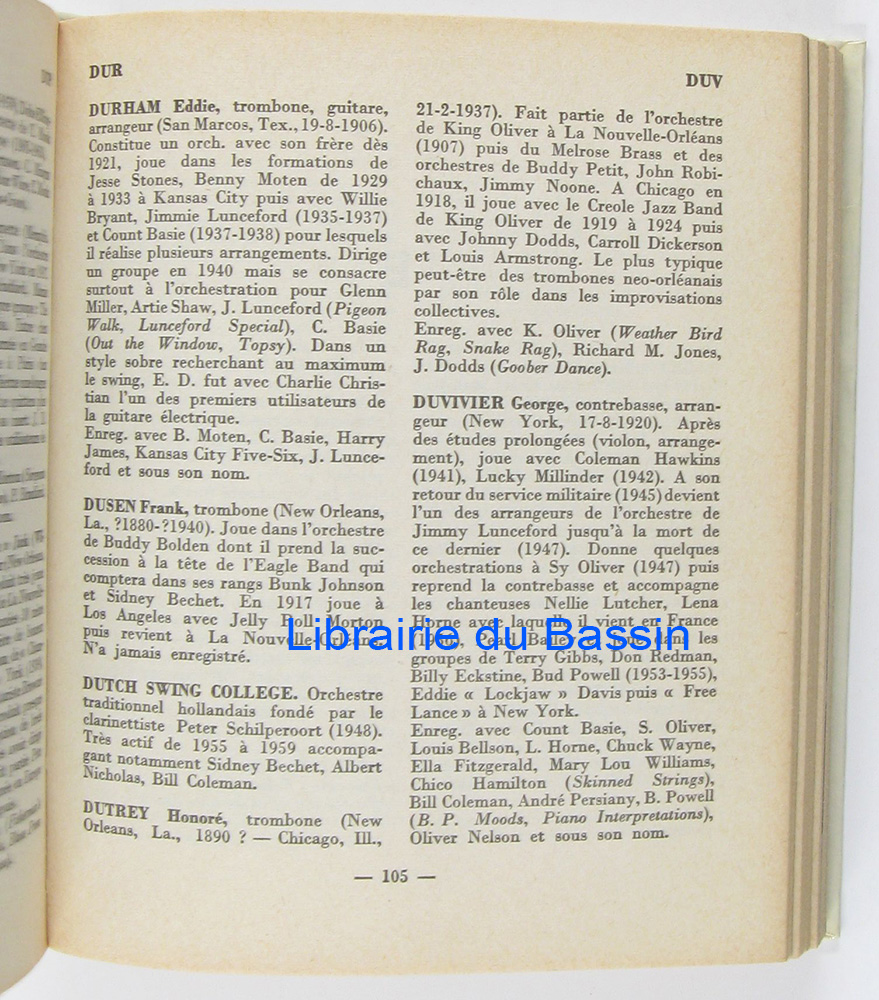 DUR
DURHAM Eddie, trombone, guitare,
arrangeur (San Marcos, Tex., 19-8-1906).
Constitue un orch. avec son frère dès
1921, joue dans les formations de
Jesse Stones, Benny Moten de 1929
à 1933 à Kansas City puis avec Willie
Bryant, Jimmie Lunceford (1935-1937)
et Count Basie (1937-1938) pour lesquels
il réalise plusieurs arrangements. Dirige
un groupe en 1940 mais se consacre
surtout à l'orchestration pour Glenn
Miller, Artie Shaw, J. Lunceford (Pigeon
Walk, Lunceford Special), C. Basie
(Out the Window, Topsy). Dans un
style sobre recherchant au maximum
le swing, E. D. fut avec Charlie Chris-
tian l'un des premiers utilisateurs de
la guitare électrique.
Enreg. avec B. Moten, C. Basie, Harry
James, Kansas City Five-Six, J. Lunce-
ford et sous son nom.
DUSEN Frank, trombone (New Orleans,
La., ?1880-?1940). Joue dans l'orchestre
de Buddy Bolden dont il prend la suc-
cession à la tête de l'Eagle Band qui
comptera dans ses rangs Bunk Johnson
et Sidney Bechet. En 1917 joue à
Los Angeles avec Jelly Roll Morton
puis revient à La Nouvelle-Orléans.
N'a jamais enregistré.
DUTCH SWING COLLEGE. Orchestre
traditionnel hollandais fondé par le
clarinettiste Peter Schilperoort (1948).
Très actif de 1955 à 1959 accompa-
gant notamment Sidney Bechet, Albert
Nicholas, Bill Coleman.
DUTREY Honoré, trombone (New
Orleans, La., 1890 ? — Chicago, Ill.,
DUV
21-2-1937). Fait partie de l'orchestre
de King Oliver à La Nouvelle-Orléans
(1907) puis du Melrose Brass et des
orchestres de Buddy Petit, John Robi-
chaux, Jimmy Noone. A Chicago en
1918, il joue avec le Creole Jazz Band
de King Oliver de 1919 à 1924 puis
avec Johnny Dodds, Carroll Dickerson
et Louis Armstrong. Le plus typique
peut-être des trombones neo-orléanais
par son rôle dans les improvisations
collectives.
Enreg. avec K. Oliver (Weather Bird
Rag, Snake Rag), Richard M. Jones,
J. Dodds (Goober Dance).
DUVIVIER George, contrebasse, arran-
geur (New York, 17-8-1920). Après
des études prolongées (violon, arrange-
ment), joue avec Coleman Hawkins
(1941), Lucky Millinder (1942). A son
retour du service militaire (1945) devient
l'un des arrangeurs de l'orchestre de
Jimmy Lunceford jusqu'à la mort de
ce dernier (1947). Donne quelques
orchestrations à Sy Oliver (1947) puis
reprend la contrebasse et accompagne
les chanteuses Nellie Lutcher, Lena
Horne avec laquelle il vient en France
Pearl dans les
groupes de Terry Gibbs, Don Redman,
Billy Eckstine, Bud Powell (1953-1955),
Eddie « Lockjaw » Davis puis « Free
Lance » à New York.
Enreg. avec Count Basie, S. Oliver,
Louis Bellson, L. Horne, Chuck Wayne,
Ella Fitzgerald, Mary Lou Williams,
Chico Hamilton (Skinned Strings),
Bill Coleman, André Persiany, B. Powell
(B. P. Moods, Piano Interpretations),
Oliver Nelson et sous son nom.
— 105 —
Librairie du Bassin